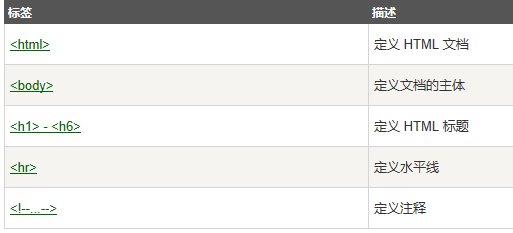 标签 描述
<html> 定义 HTML 文档
<body> 定义文档的主体
<h1> - <h6> 定义 HTML 标题
<hr> 定义水平线
<!--...--> 定义注释